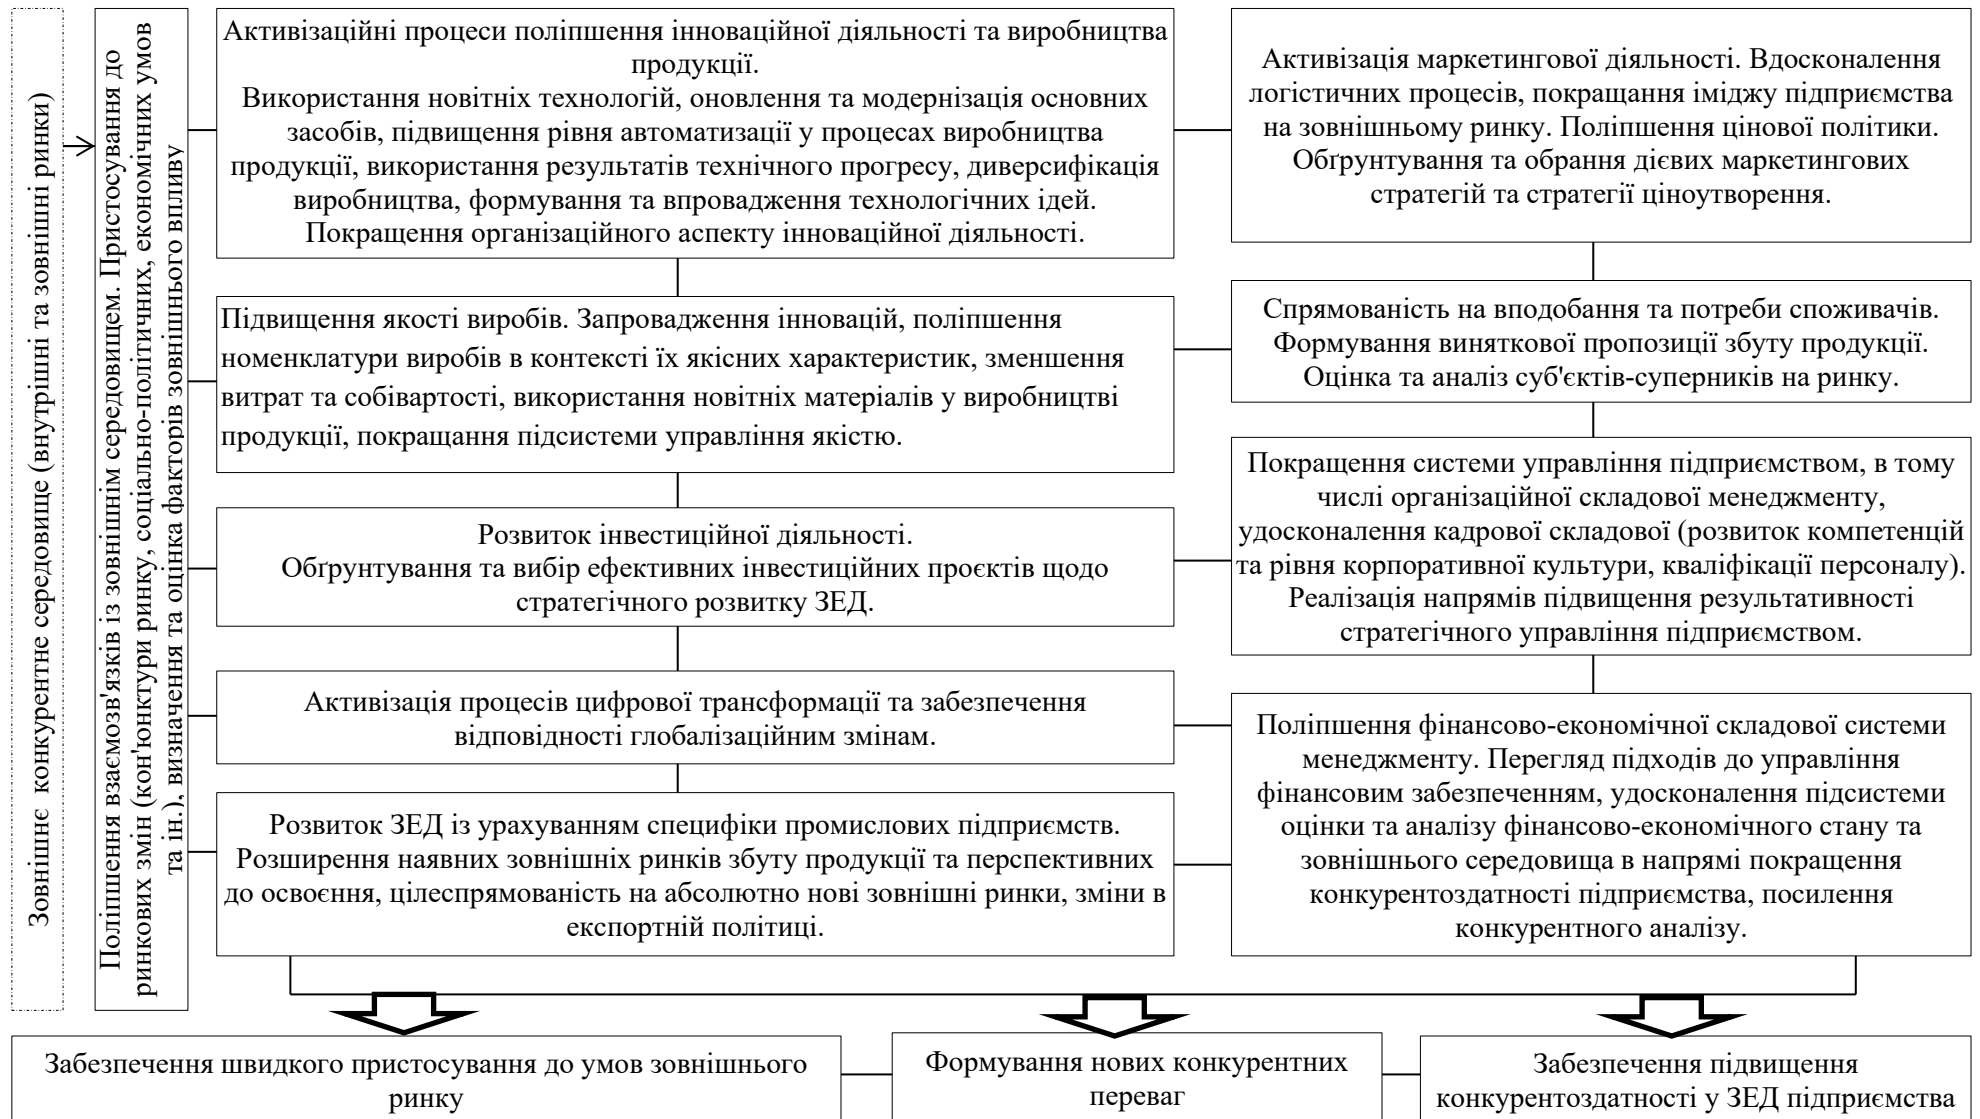 Зовнішнє конкурентне середовище (внутрішні та зовнішні ринки)
Поліпшення взаємозв'язків із зовнішнім середовищем. Пристосування до
ринкових змін (кон'юнктури ринку, соціально-політичних, економічних умов
та ін.), визначення та оцінка факторів зовнішнього впливу
Активізаційні процеси поліпшення інноваційної діяльності та виробництва
продукції.
Використання новітніх технологій, оновлення та модернізація основних
засобів, підвищення рівня автоматизації у процесах виробництва
продукції, використання результатів технічного прогресу, диверсифікація
виробництва, формування та впровадження технологічних ідей.
Покращення організаційного аспекту інноваційної діяльності.
Активізація маркетингової діяльності. Вдосконалення
логістичних процесів, покращання іміджу підприємства
на зовнішньому ринку. Поліпшення цінової політики.
Обґрунтування та обрання дієвих маркетингових
стратегій та стратегії ціноутворення.
Підвищення якості виробів. Запровадження інновацій, поліпшення
номенклатури виробів в контексті їх якісних характеристик, зменшення
витрат та собівартості, використання новітніх матеріалів у виробництві
продукції, покращання підсистеми управління якістю.
Спрямованість на вподобання та потреби споживачів.
Формування виняткової пропозиції збуту продукції.
Оцінка та аналіз суб'єктів-суперників на ринку.
Розвиток інвестиційної діяльності.
Обґрунтування та вибір ефективних інвестиційних проєктів щодо
стратегічного розвитку ЗЕД.
Покращення системи управління підприємством, в тому
числі організаційної складової менеджменту,
удосконалення кадрової складової (розвиток компетенцій
та рівня корпоративної культури, кваліфікації персоналу).
Реалізація напрямів підвищення результативності
стратегічного управління підприємством.
Активізація процесів цифрової трансформації та забезпечення
відповідності глобалізаційним змінам.
Поліпшення фінансово-економічної складової системи
менеджменту. Перегляд підходів до управління
фінансовим забезпеченням, удосконалення підсистеми
оцінки та аналізу фінансово-економічного стану та
зовнішнього середовища в напрямі покращення
конкурентоздатності підприємства, посилення
конкурентного аналізу.
Розвиток ЗЕД із урахуванням специфіки промислових підприємств.
Розширення наявних зовнішніх ринків збуту продукції та перспективних
до освоєння, цілеспрямованість на абсолютно нові зовнішні ринки, зміни в
експортній політиці.
Забезпечення швидкого пристосування до умов зовнішнього
ринку
Формування нових конкурентних
переваг
Забезпечення підвищення
конкурентоздатності у ЗЕД підприємства